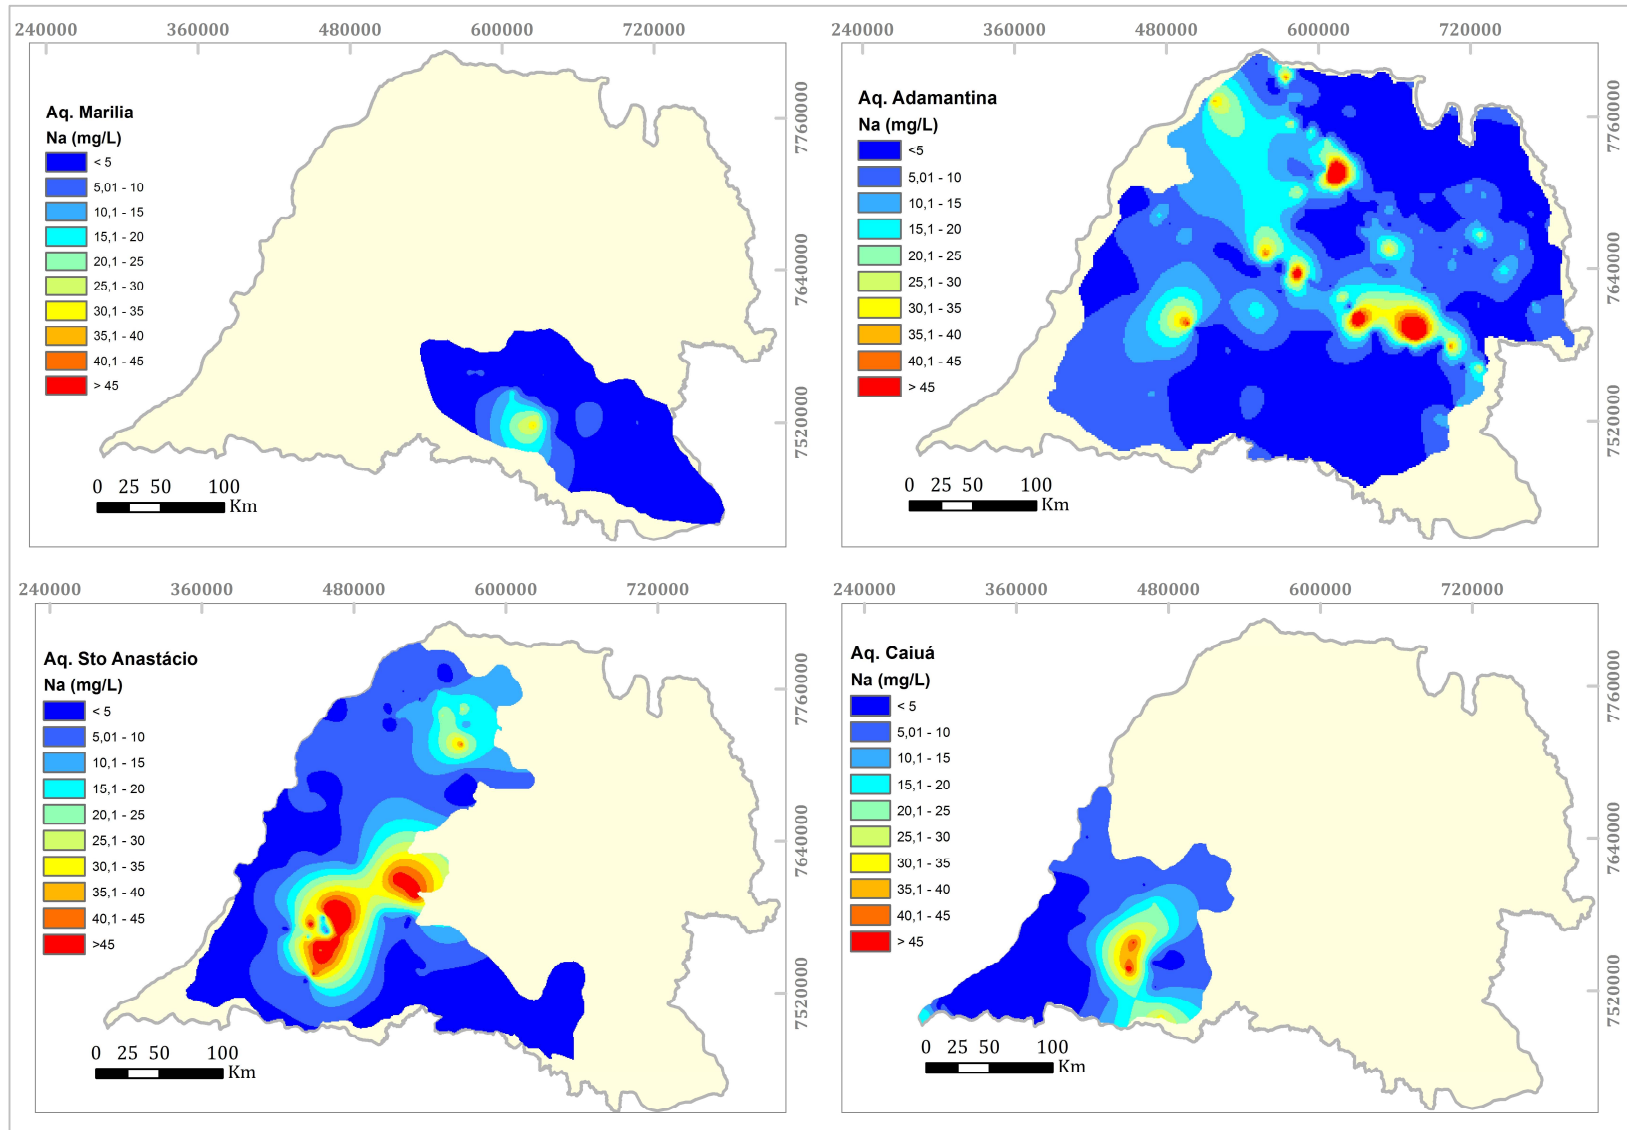 240000 360000 480000 600000 720000
Aq. Marilia
Na (mg/L)
< 5
5,01 - 10
10,1 - 15
15,1 - 20
20,1 - 25
25,1 - 30
30,1 - 35
35,1 - 40
40,1 - 45
> 45
7760000
7640000
7520000
0 25 50 100
Km
240000 360000 480000 600000 720000
Aq. Adamantina
Na (mg/L)
<5
5,01 - 10
10,1 - 15
15,1 - 20
20,1 - 25
25,1 - 30
30,1 - 35
35,1 - 40
40,1 - 45
> 45
7760000
7640000
7520000
0 25 50 100
Km
240000 360000 480000 600000 720000
Aq. Sto Anastácio
Na (mg/L)
< 5
5,01 - 10
10,1 - 15
15,1 - 20
20,1 - 25
25,1 - 30
30,1 - 35
35,1 - 40
40,1 - 45
>45
7760000
7640000
7520000
0 25 50 100
Km
240000 360000 480000 600000 720000
Aq. Caiuá
Na (mg/L)
< 5
5,01 - 10
10,1 - 15
15,1 - 20
20,1 - 25
25,1 - 30
30,1 - 35
35,1 - 40
40,1 - 45
> 45
7760000
7640000
7520000
0 25 50 100
Km